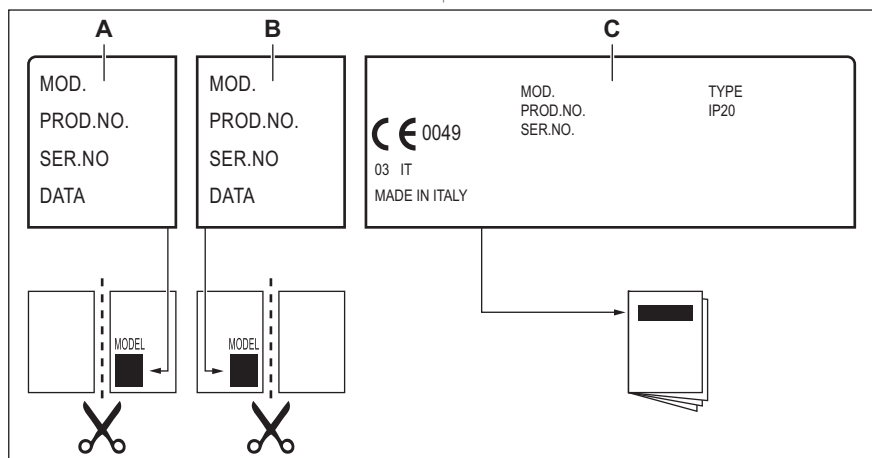 A
MOD.
PROD.NO.
SER.NO
DATA
B
MOD.
PROD.NO.
SER.NO
DATA
C
CE 0049
03 IT
MADE IN ITALY
MOD.
PROD.NO.
SER.NO.
TYPE
IP20
MODEL
MODEL